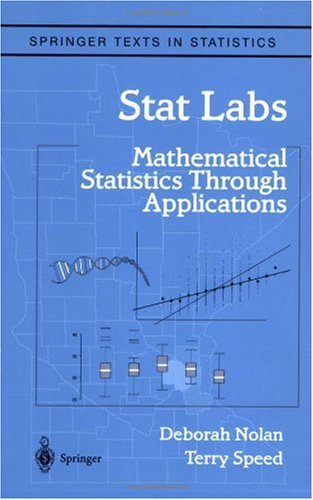 SPRINGER TEXTS IN STATISTICS
Stat Labs
Mathematical
Statistics Through
Applications
Deborah Nolan
Terry Speed
Springer